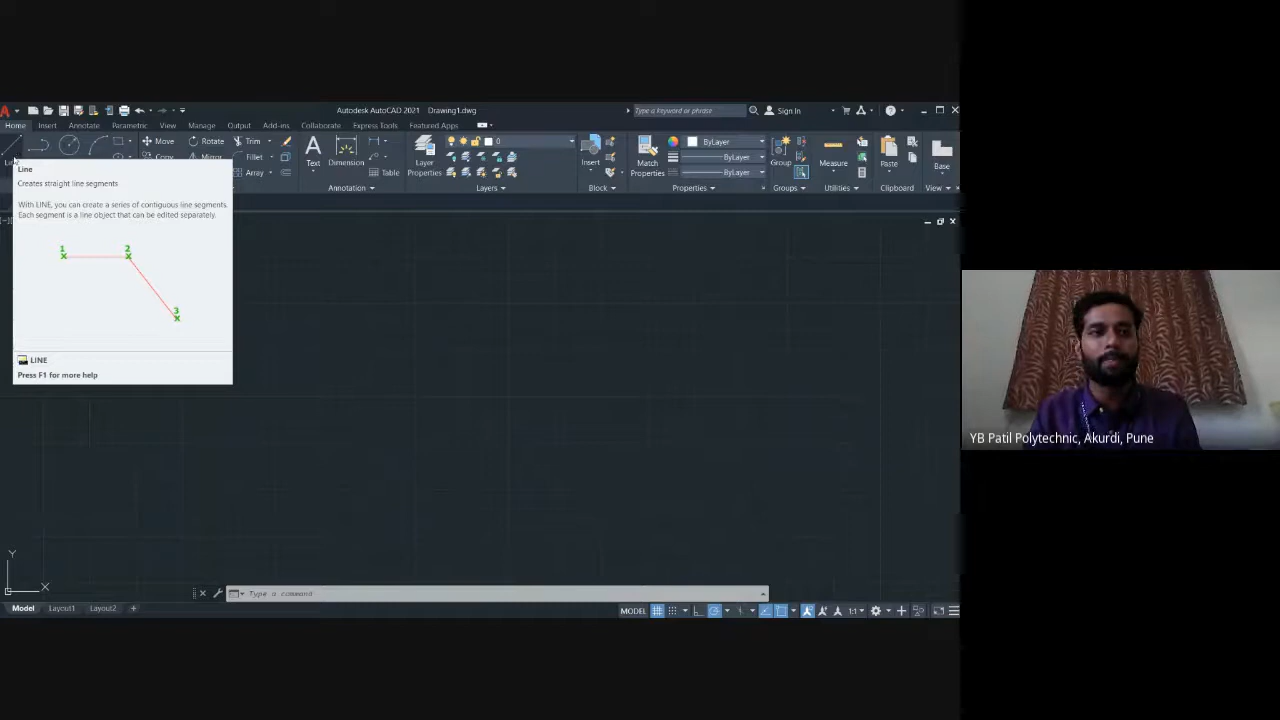 Autodesk AutoCAD 2021 Drawing1.dwg
Type a keyword or phrase
Sign In
Home Insert Annotate Parametric View Manage Output Add-ins Collaborate Express Tools Featured Apps
Move Rotate Trim
Copy Mirror Fillet
Array
Text
Dimension
Table
Layer
Properties
0
Insert
Match
Properties
ByLayer
ByLayer
ByLayer
Group
Measure
Paste
Base
Annotation Layers Block Properties Groups Utilities Clipboard View
Line
Creates straight line segments
With LINE, you can create a series of contiguous line segments.
Each segment is a line object that can be edited separately.
1 2
3
LINE
Press F1 for more help
YB Patil Polytechnic, Akurdi, Pune
Y
X
Type a command
Model Layout1 Layout2
MODEL 1:1